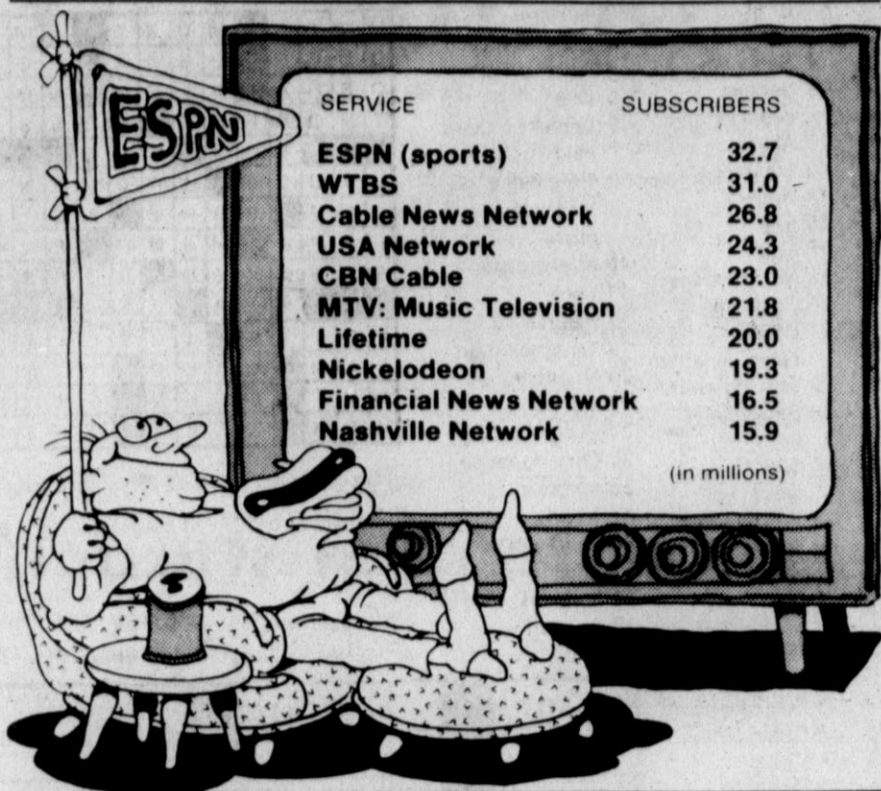 ESPN
SERVICE SUBSCRIBERS
ESPN (sports) 32.7
WTBS 31.0
Cable News Network 26.8
USA Network 24.3
CBN Cable 23.0
MTV: Music Television 21.8
Lifetime 20.0
Nickelodeon 19.3
Financial News Network 16.5
Nashville Network 15.9
(in millions)